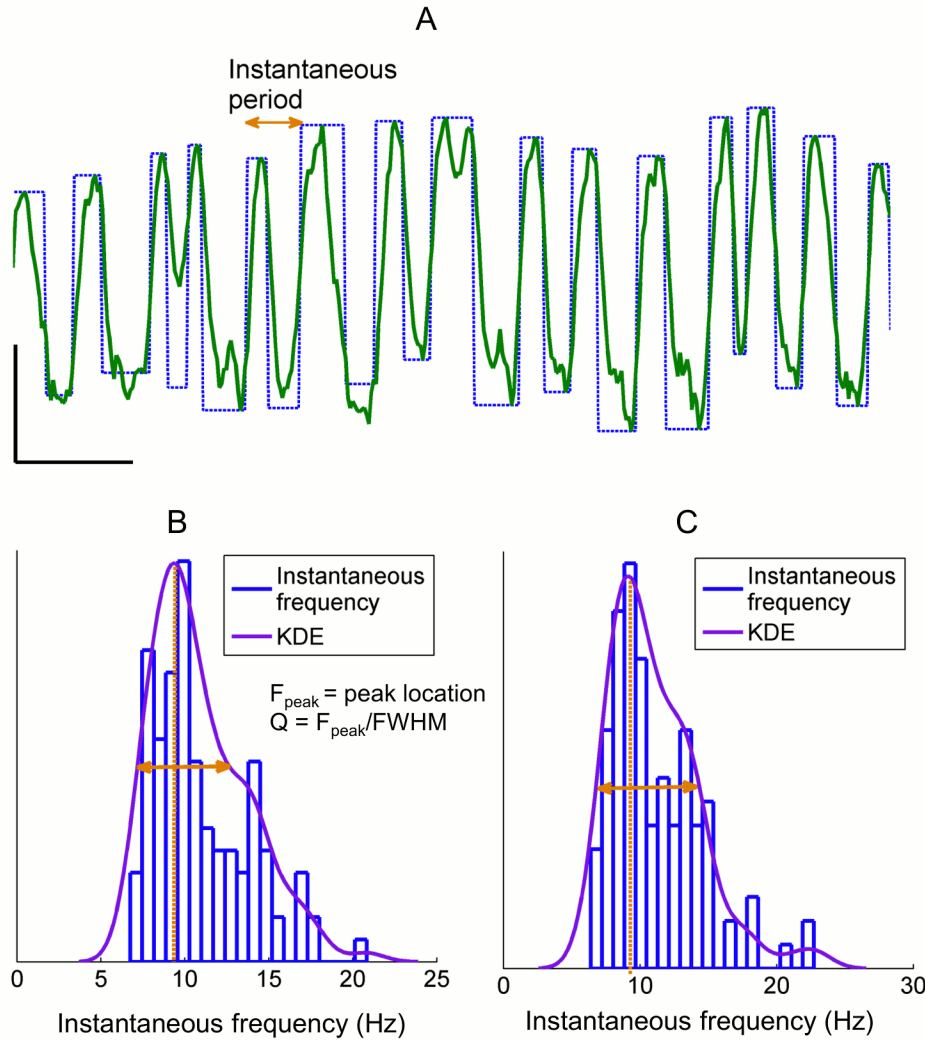 A
Instantaneous
period
B
C
Instantaneous
frequency
KDE
F_peak = peak location
Q = F_peak/FWHM
Instantaneous
frequency
KDE
0 5 10 15 20 25
0 10 20 30
Instantaneous frequency (Hz)
Instantaneous frequency (Hz)